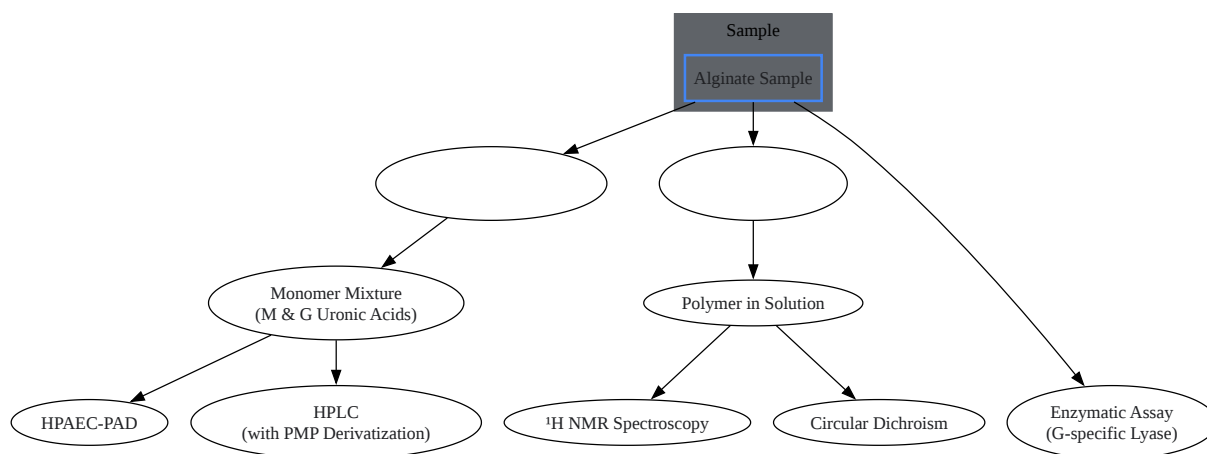 Sample
Alginate Sample
Monomer Mixture
(M & G Uronic Acids)
Polymer in Solution
HPAEC-PAD
HPLC
(with PMP Derivatization)
¹H NMR Spectroscopy
Circular Dichroism
Enzymatic Assay
(G-specific Lyase)